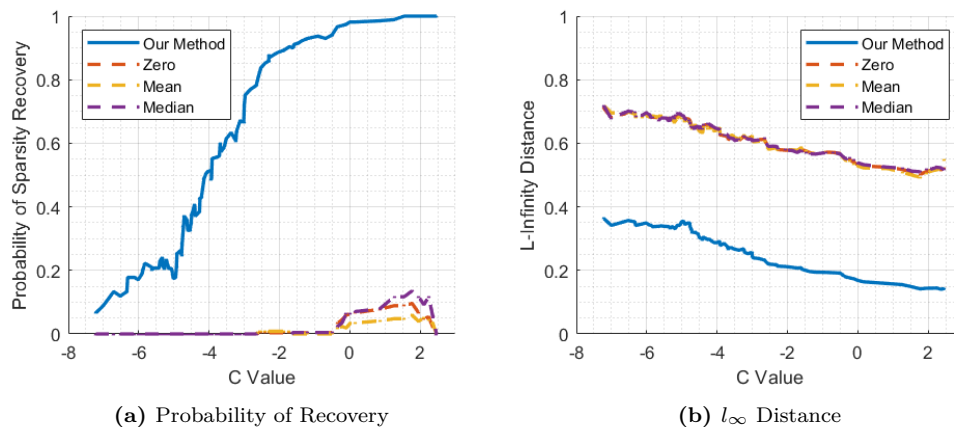 Probability of Sparsity Recovery
1
0.8
0.6
0.4
0.2
0
Our Method
Zero
Mean
Median
-8
-6
-4
-2
0
2
C Value
(a) Probability of Recovery
L-Infinity Distance
1
0.8
0.6
0.4
0.2
0
Our Method
Zero
Mean
Median
-8
-6
-4
-2
0
2
C Value
(b) l∞ Distance